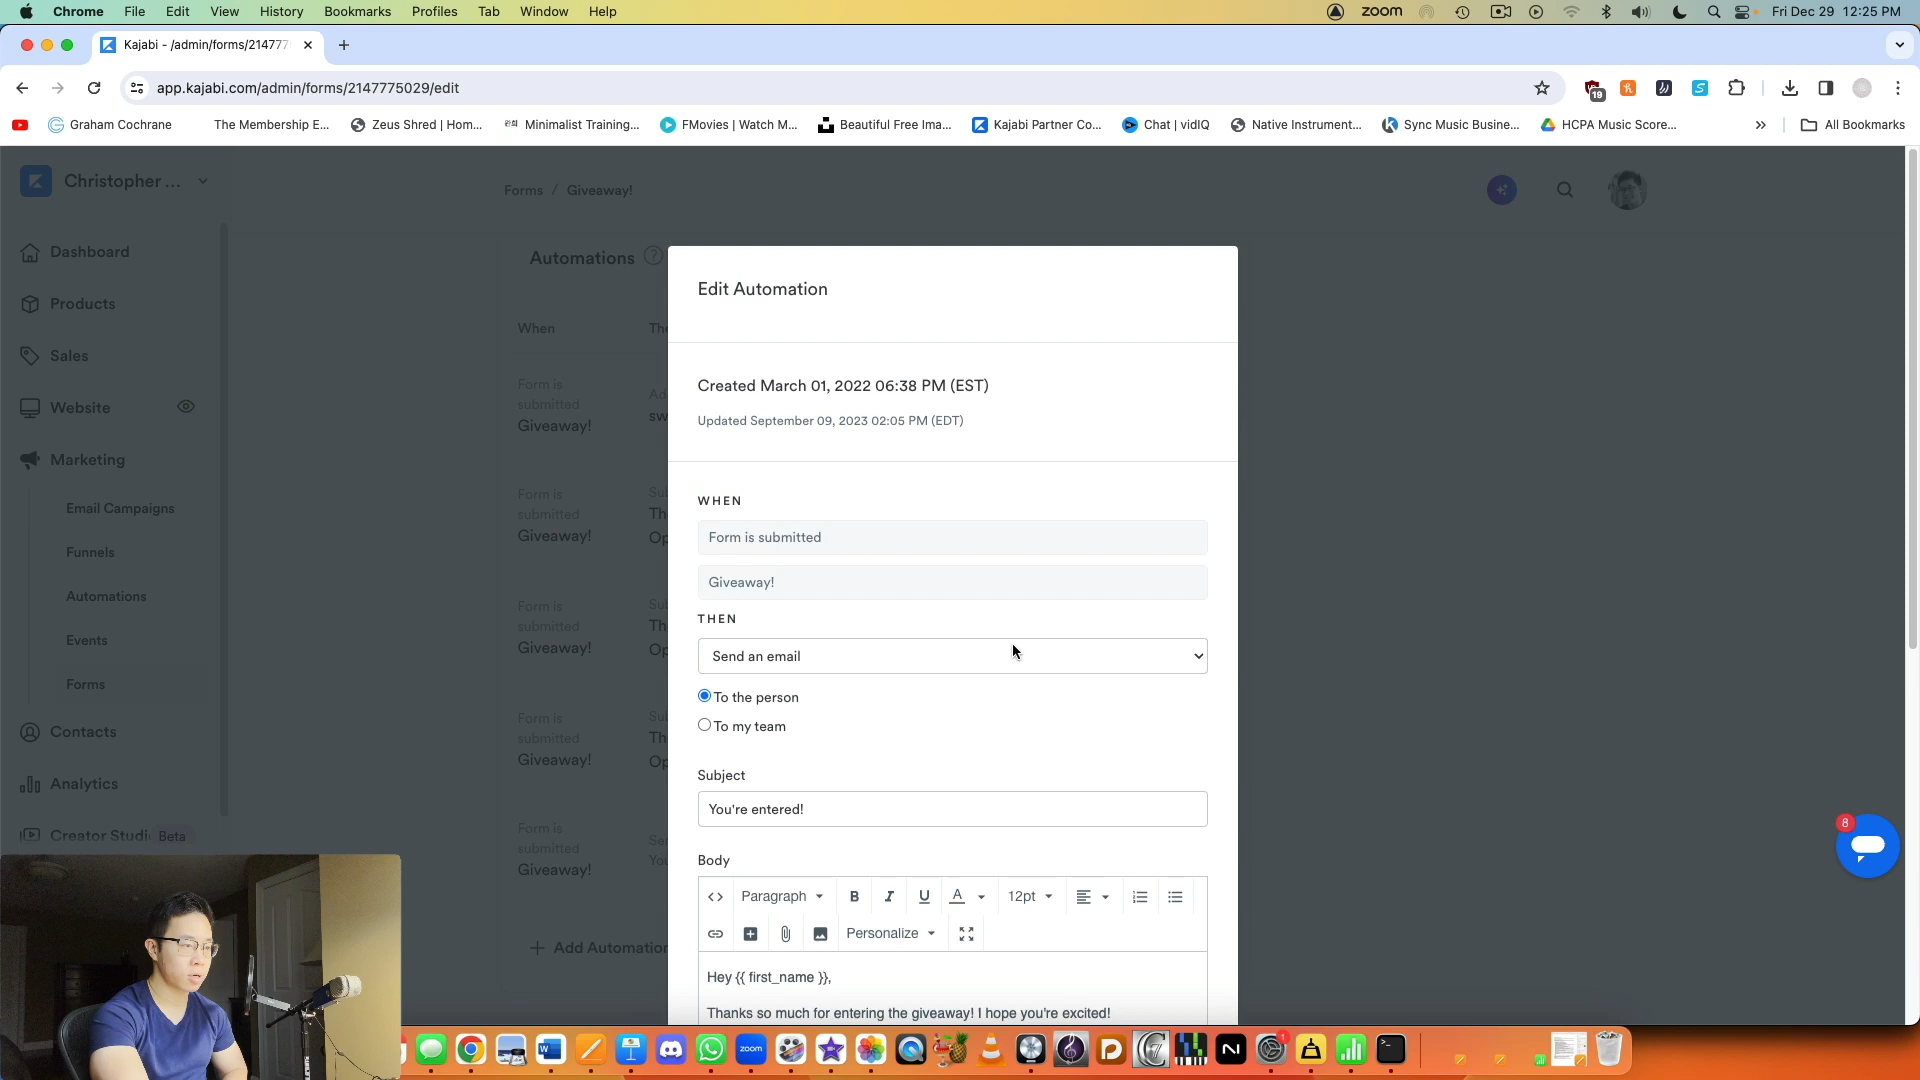 Chrome File Edit View History Bookmarks Profiles Tab Window Help
zoom Fri Dec 29 12:25 PM
Kajabi - /admin/forms/21477
app.kajabi.com/admin/forms/2147775029/edit
19
Graham Cochrane The Membership E... Zeus Shred | Hom... Minimalist Training... FMovies | Watch M... Beautiful Free Ima... Kajabi Partner Co... Chat | vidIQ Native Instrument... Sync Music Busine... HCPA Music Score... » All Bookmarks
Christopher ...
Forms / Giveaway!
Dashboard
Products
Sales
Website
Marketing
Email Campaigns
Funnels
Automations
Events
Forms
Contacts
Analytics
Creator Studi Beta
Automations
When
Form is
submitted
Giveaway!
Form is
submitted
Giveaway!
Form is
submitted
Giveaway!
Form is
submitted
Giveaway!
Form is
submitted
Giveaway!
+ Add Automation
Edit Automation
Created March 01, 2022 06:38 PM (EST)
Updated September 09, 2023 02:05 PM (EDT)
WHEN
Form is submitted
Giveaway!
THEN
Send an email
To the person
To my team
Subject
You're entered!
Body
Paragraph B I U A 12pt
Personalize
Hey {{ first_name }},
Thanks so much for entering the giveaway! I hope you're excited!
8
zoom
1